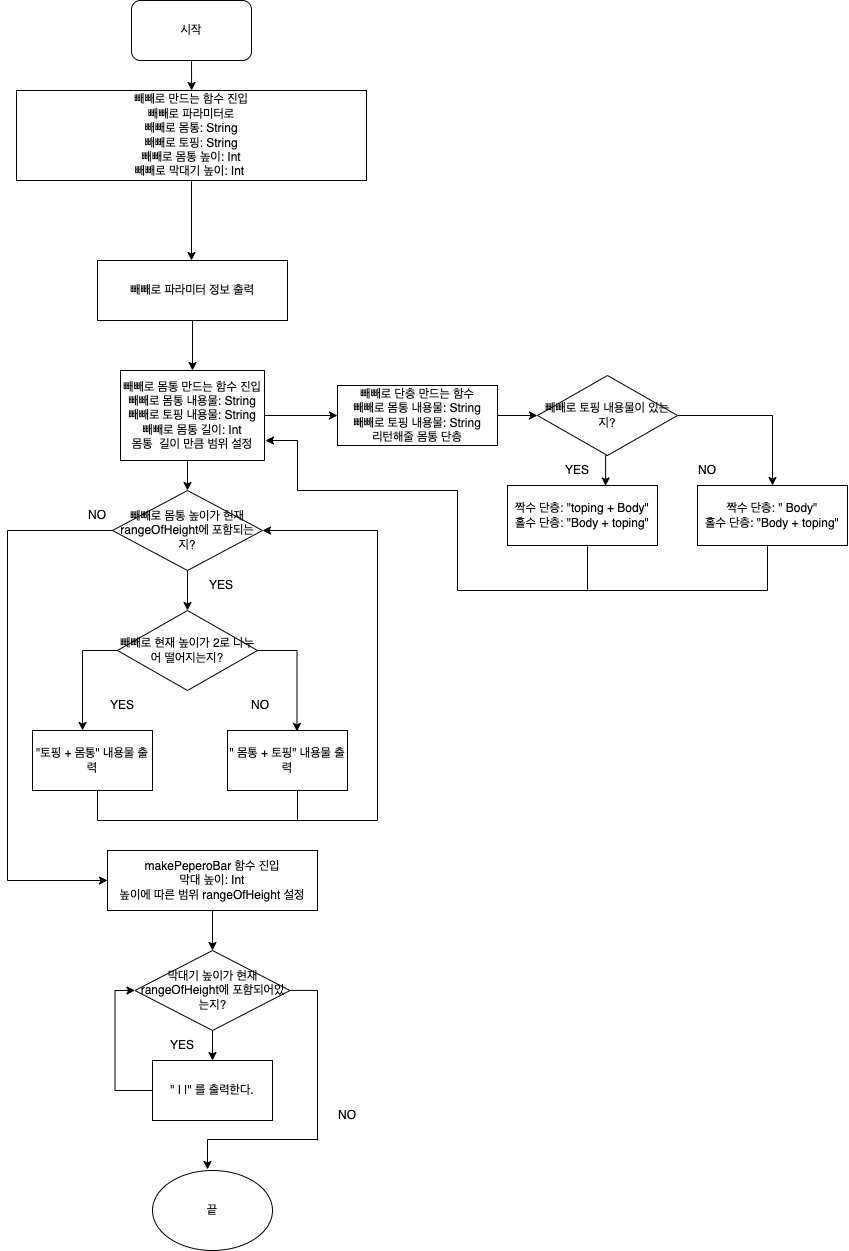 시작
빼빼로 만드는 함수 진입
빼빼로 파라미터로
빼빼로 몸통: String
빼빼로 토핑: String
빼빼로 몸통 높이: Int
빼빼로 막대기 높이: Int
빼빼로 파라미터 정보 출력
빼빼로 몸통 만드는 함수 진입
빼빼로 몸통 내용물: String
빼빼로 토핑 내용물: String
빼빼로 몸통 길이: Int
몸통 길이 만큼 범위 설정
빼빼로 단층 만드는 함수
빼빼로 몸통 내용물: String
빼빼로 토핑 내용물: String
리턴해줄 몸통 단층
빼빼로 토핑 내용물이 있는
지?
YES
NO
짝수 단층: "toping + Body"
홀수 단층: "Body + toping"
짝수 단층: " Body"
홀수 단층: "Body + toping"
NO
빼빼로 몸통 높이가 현재
rangeOfHeight에 포함되는
지?
YES
빼빼로 현재 높이가 2로 나누
어 떨어지는지?
YES
NO
"토핑 + 몸통" 내용물 출
력
" 몸통 + 토핑" 내용물 출
력
makePeperoBar 함수 진입
막대 높이: Int
높이에 따른 범위 rangeOfHeight 설정
막대기 높이가 현재
rangeOfHeight에 포함되어있
는지?
YES
" | |" 를 출력한다.
NO
끝